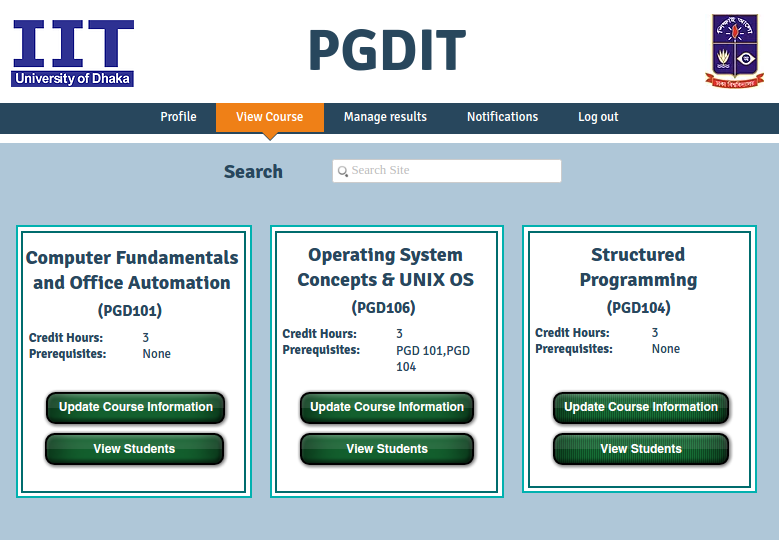 IIT
University of Dhaka
PGDIT
শিক্ষাই আলো
ঢাকা বিশ্ববিদ্যালয়
Profile
View Course
Manage results
Notifications
Log out
Search
Search Site
Computer Fundamentals
and Office Automation
(PGD101)
Credit Hours: 3
Prerequisites: None
Update Course Information
View Students
Operating System
Concepts & UNIX OS
(PGD106)
Credit Hours: 3
Prerequisites: PGD 101,PGD
104
Update Course Information
View Students
Structured
Programming
(PGD104)
Credit Hours: 3
Prerequisites: None
Update Course Information
View Students